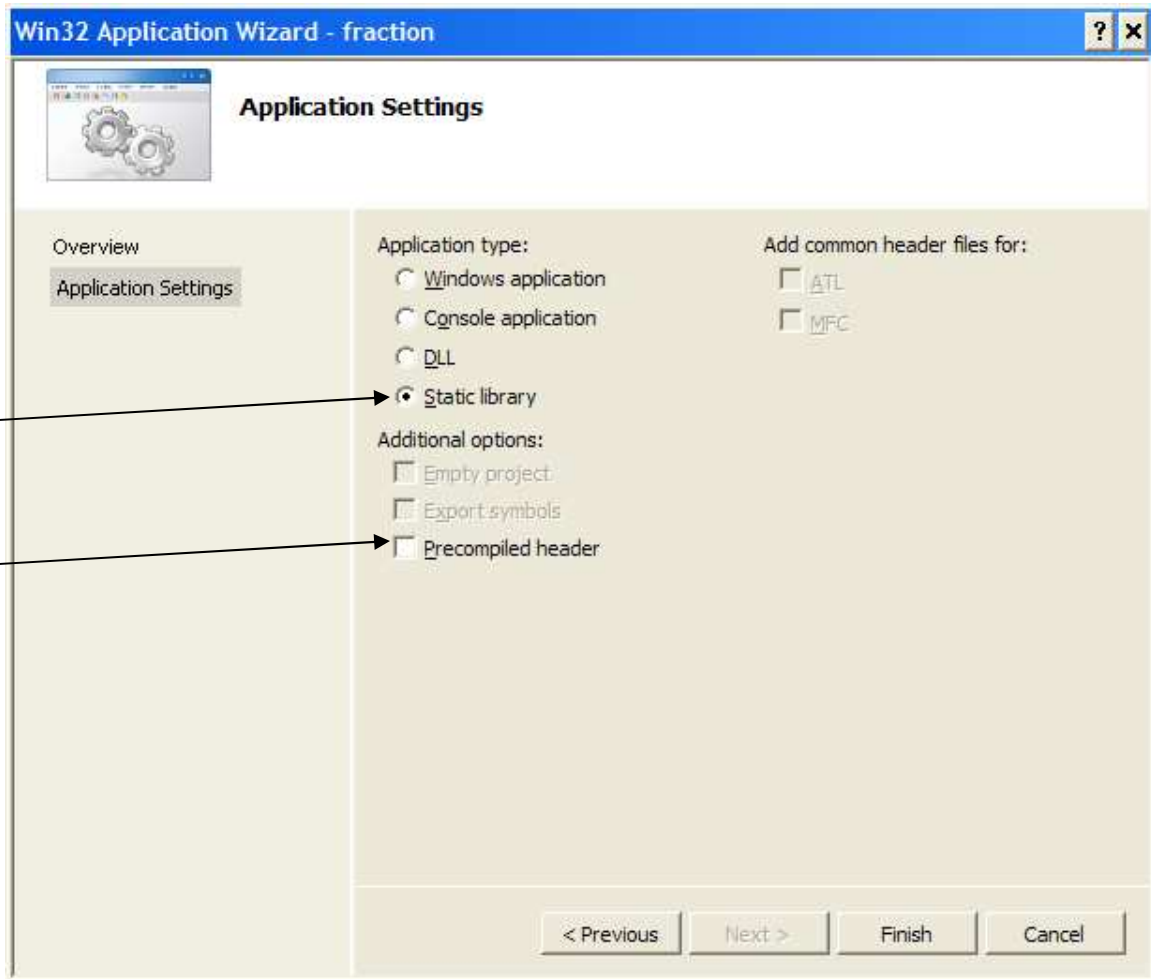 Win32 Application Wizard - fraction
Application Settings
Overview
Application Settings
Application type:
Windows application
Console application
DLL
Static library
Additional options:
Empty project
Export symbols
Precompiled header
Add common header files for:
ATL
MFC
< Previous
Next >
Finish
Cancel